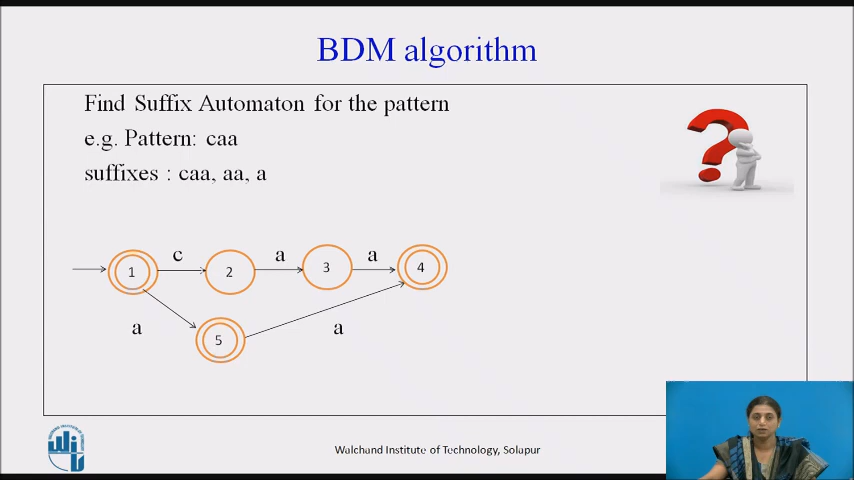 BDM algorithm
Find Suffix Automaton for the pattern
e.g. Pattern: caa
suffixes : caa, aa, a
c a a
1 2 3 4
a 5 a
Walchand Institute of Technology, Solapur